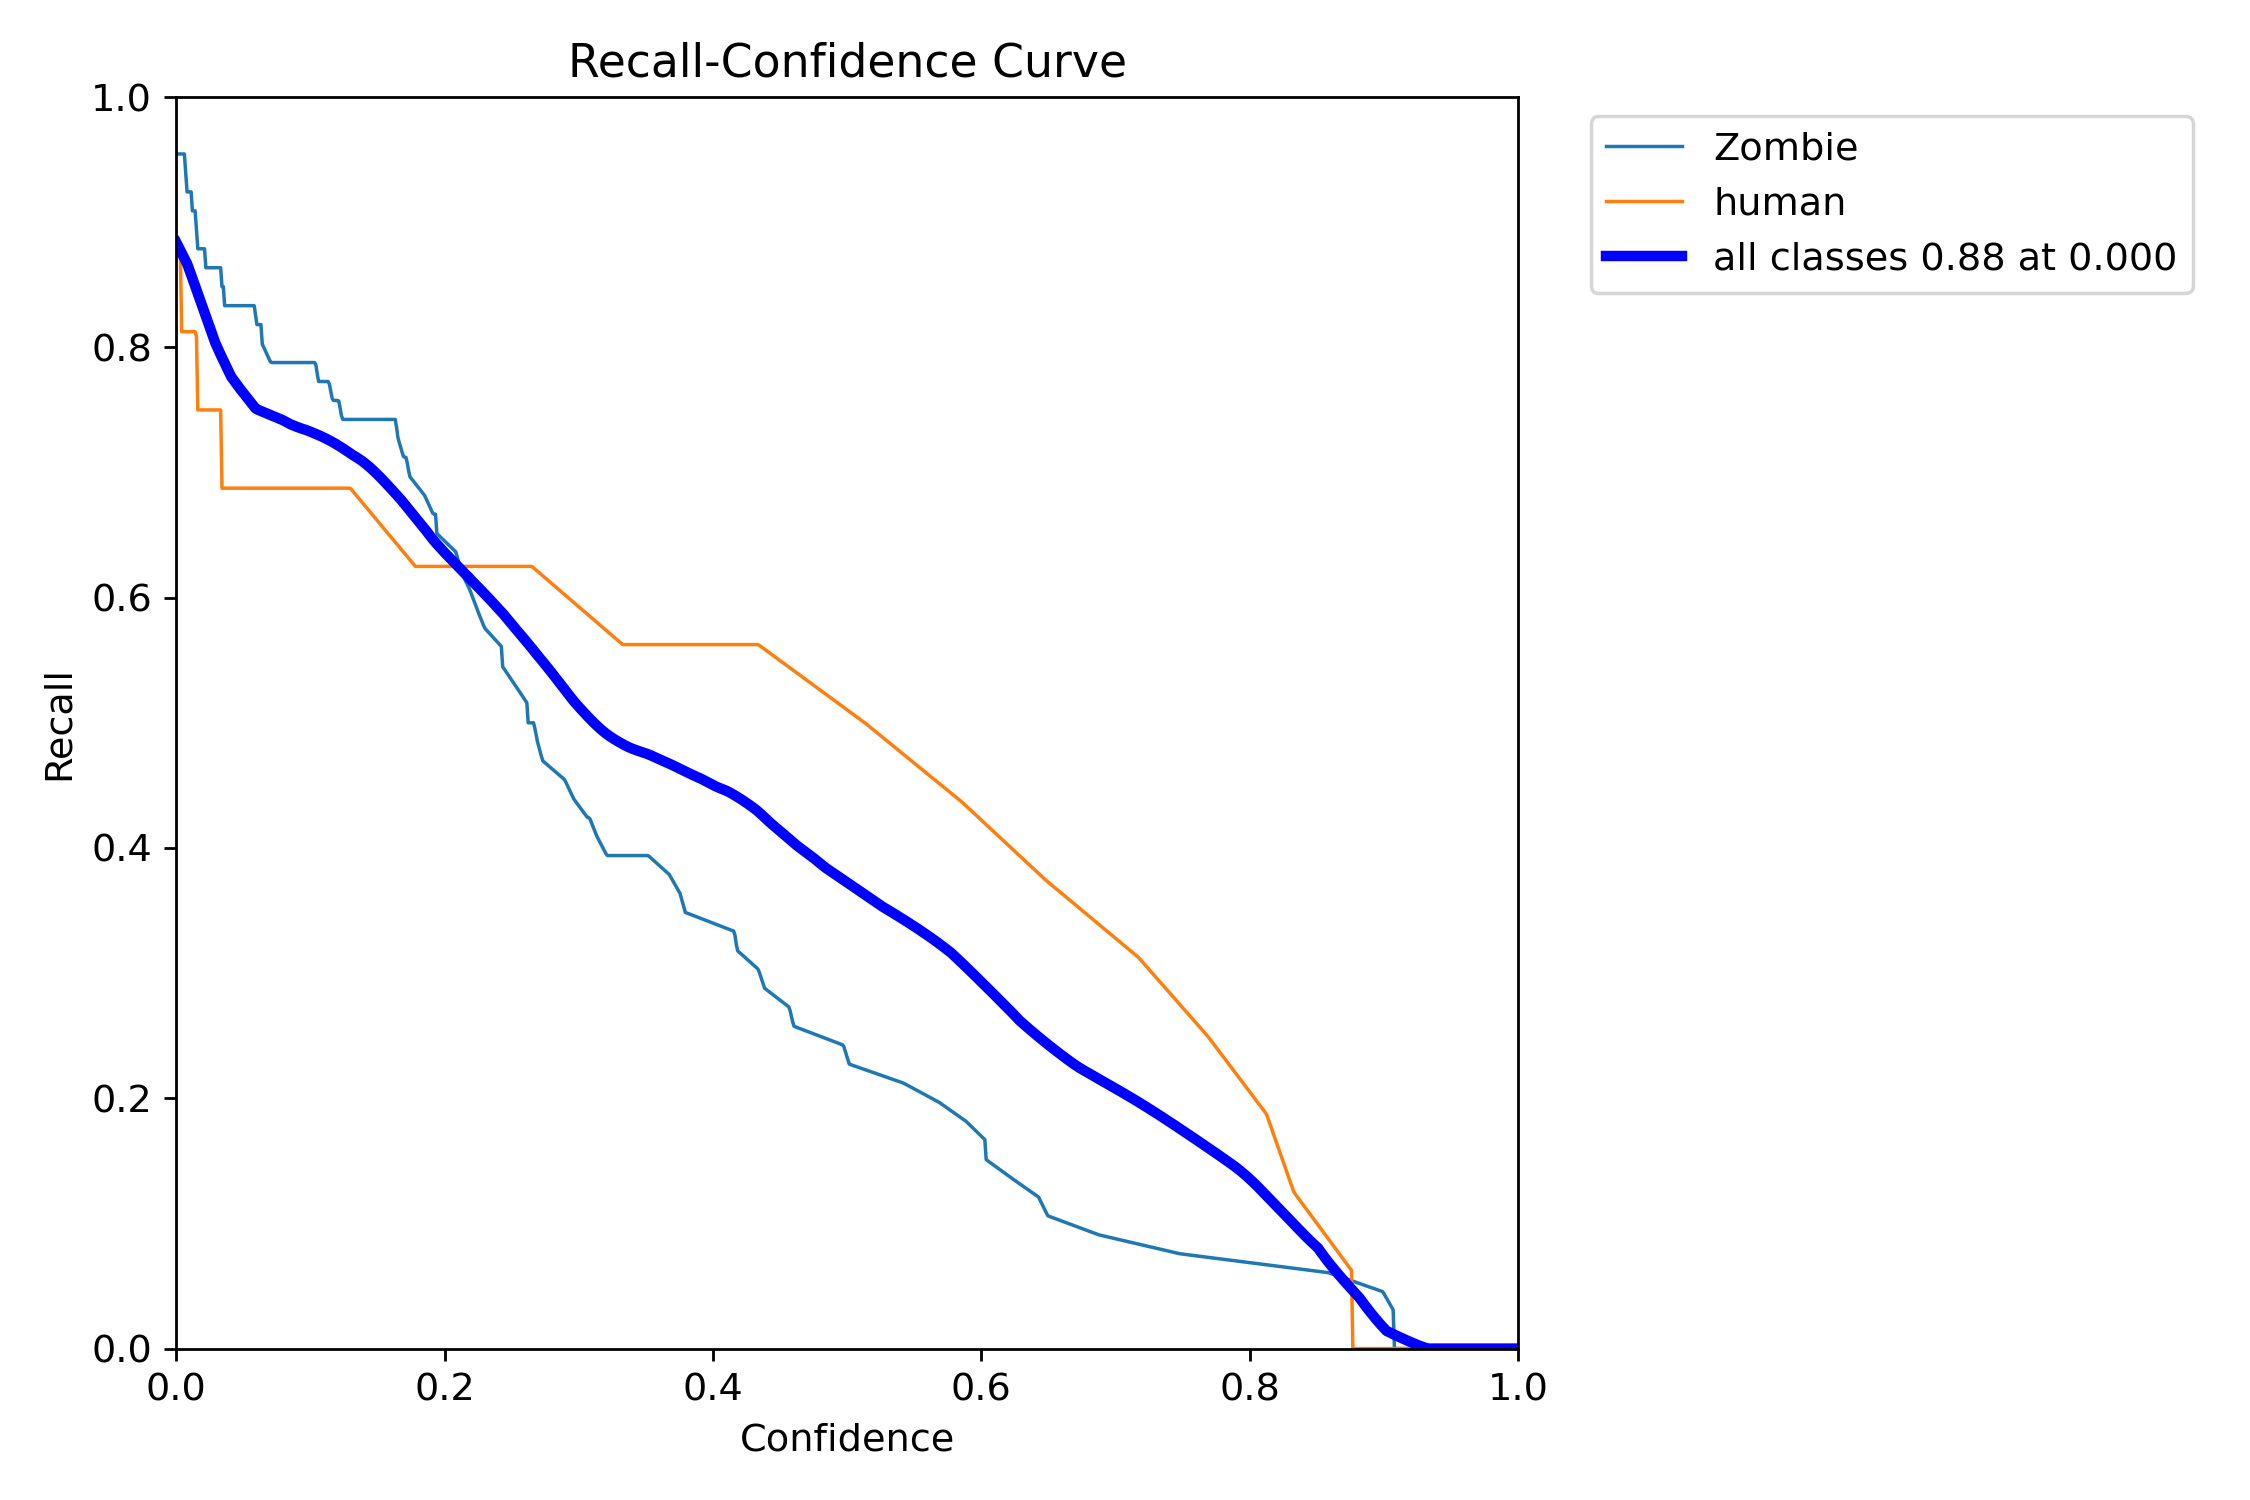 Recall-Confidence Curve
1.0
0.8
0.6
0.4
0.2
0.0
Recall
0.0 0.2 0.4 0.6 0.8 1.0
Confidence
Zombie
human
all classes 0.88 at 0.000